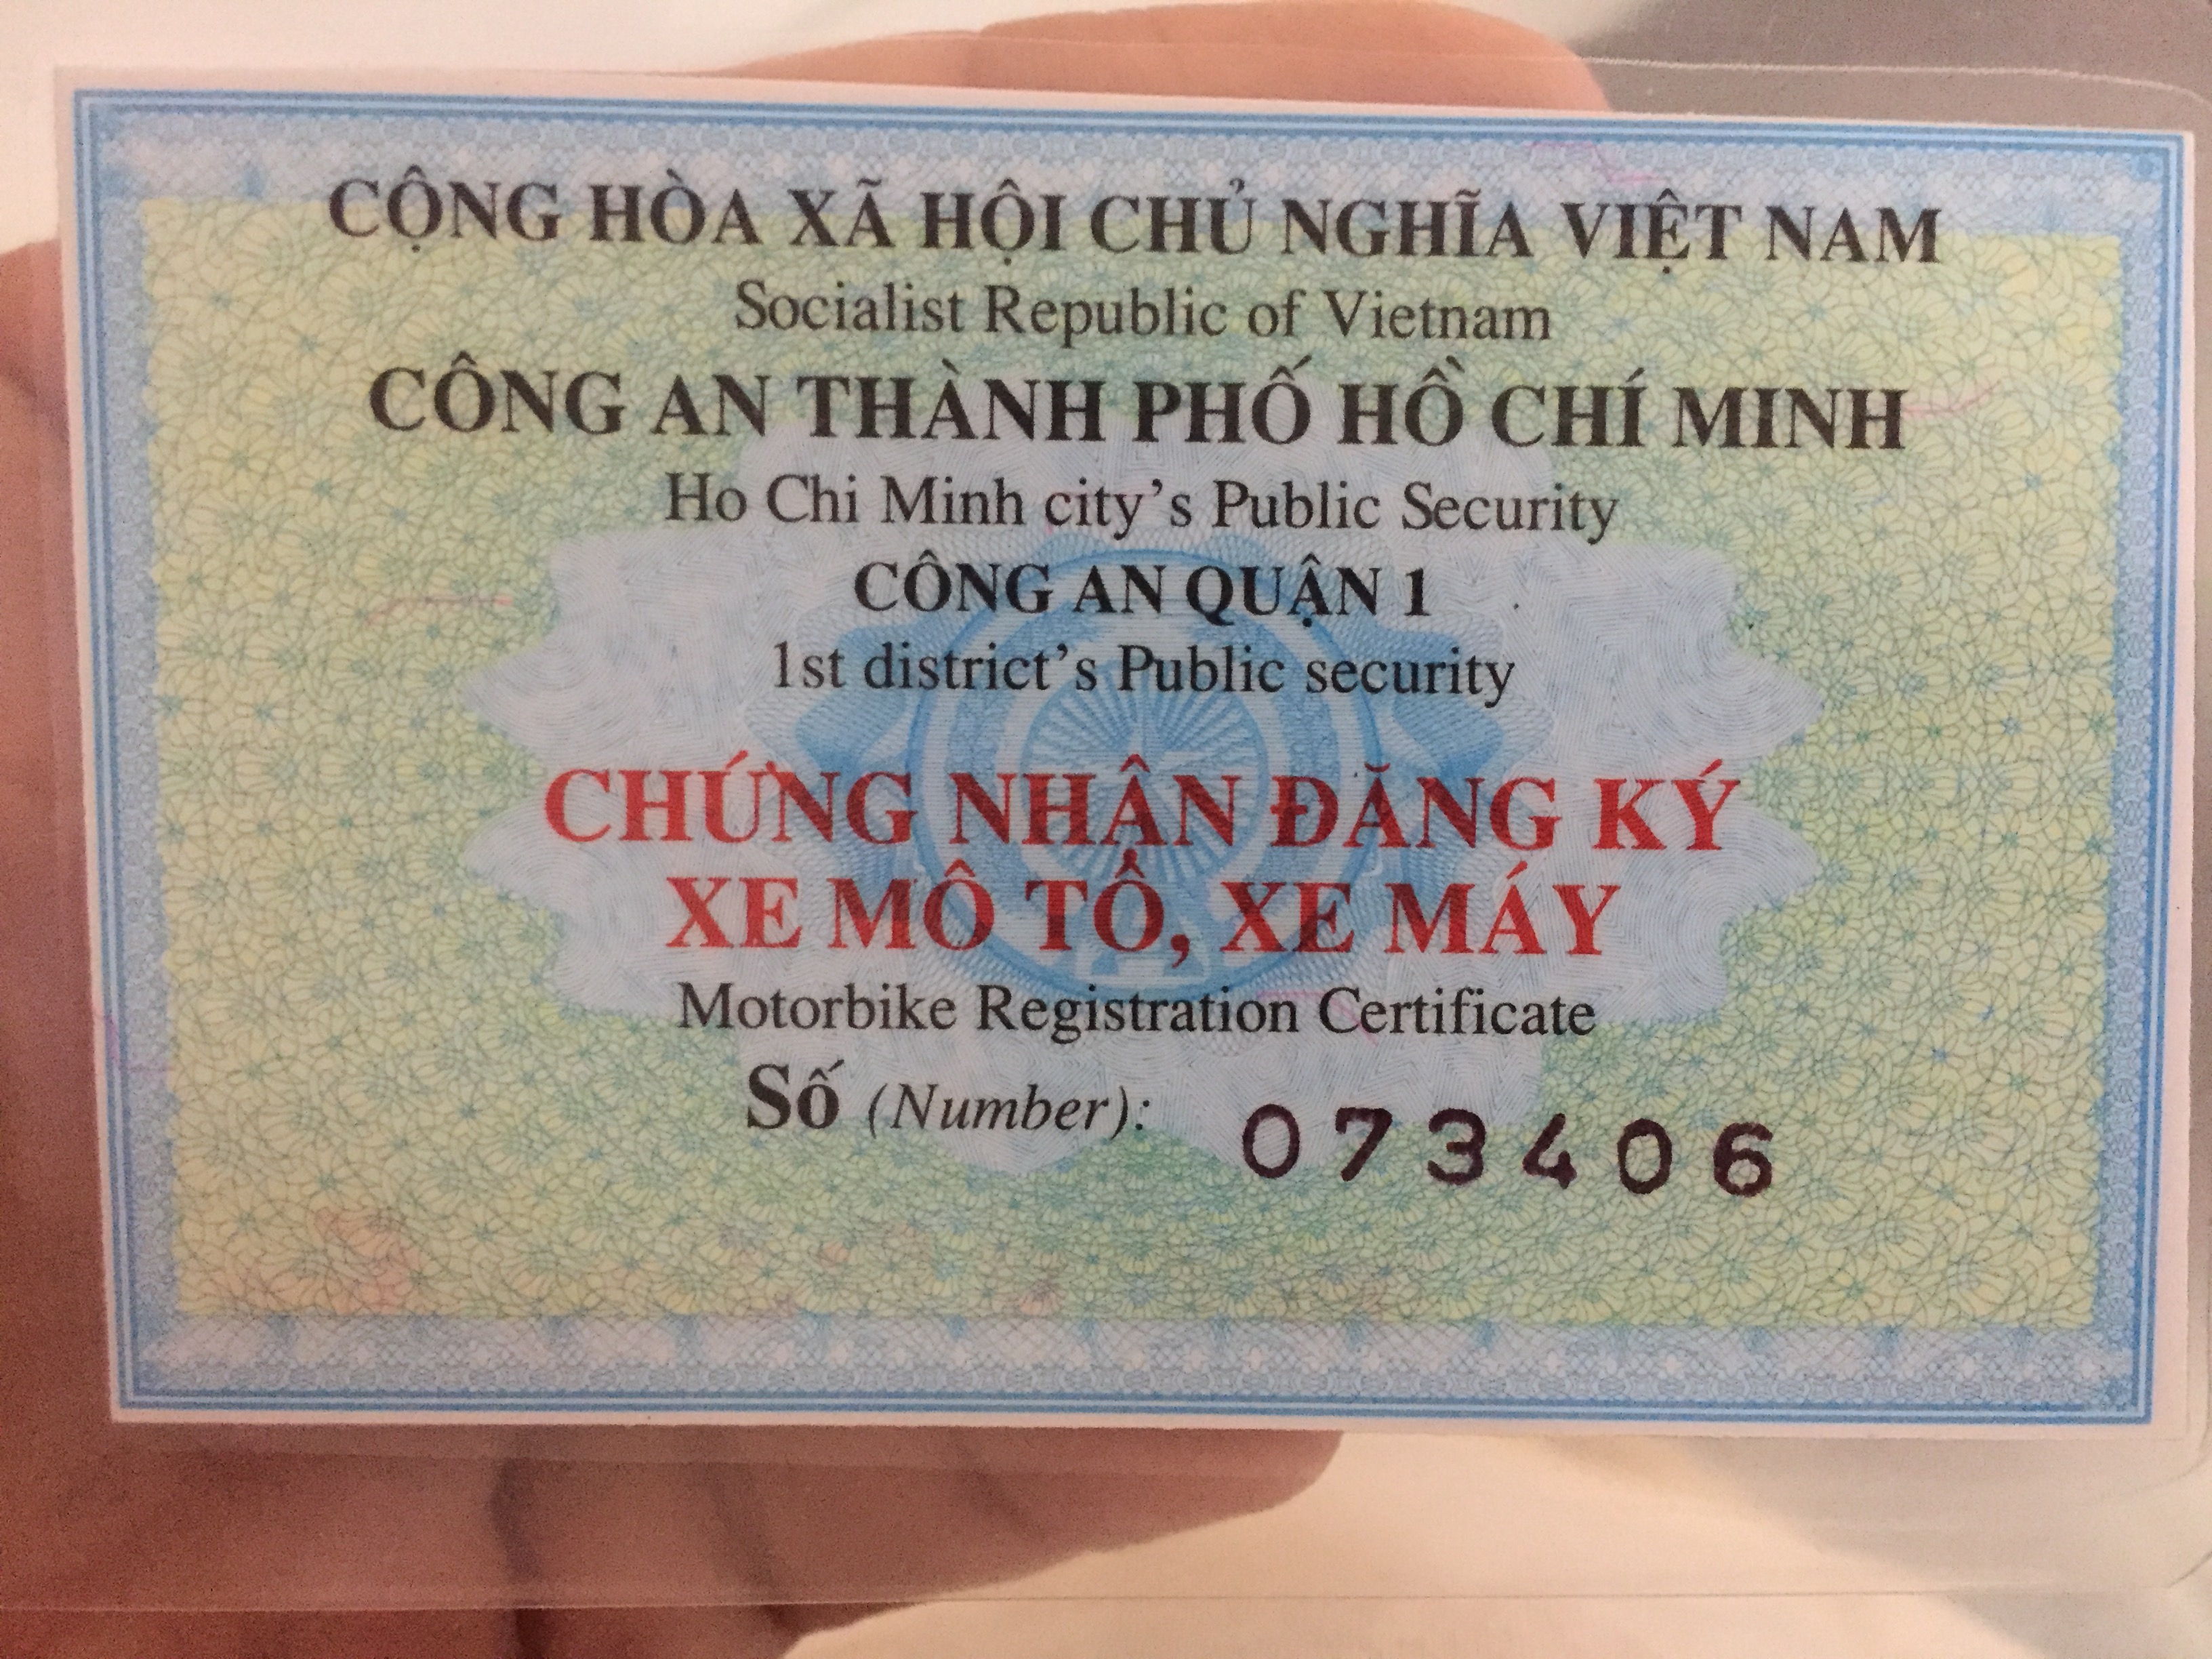 CỘNG HÒA XÃ HỘI CHỦ NGHĨA VIỆT NAM
Socialist Republic of Vietnam
CÔNG AN THÀNH PHỐ HỒ CHÍ MINH
Ho Chi Minh city's Public Security
CÔNG AN QUẬN 1
1st district's Public security
CHỨNG NHẬN ĐĂNG KÝ
XE MÔ TÔ, XE MÁY
Motorbike Registration Certificate
Số (Number): 073406